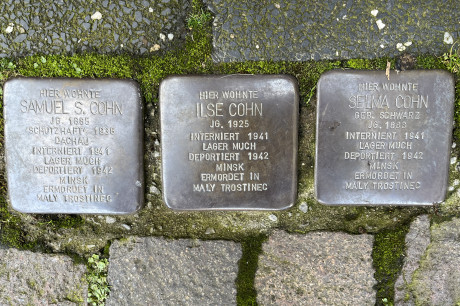 HIER WOHNTE
SAMUEL S. COHN
JG. 1885
SCHUTZHAFT 1938
DACHAU
INTERNIERT 1941
LAGER MUCH
DEPORTIERT 1942
MINSK
ERMORDET IN
MALY TROSTINEC
HIER WOHNTE
ILSE COHN
JG. 1925
INTERNIERT 1941
LAGER MUCH
DEPORTIERT 1942
MINSK
ERMORDET IN
MALY TROSTINEC
HIER WOHNTE
SELMA COHN
GEB. SCHWARZ
JG. 1883
INTERNIERT 1941
LAGER MUCH
DEPORTIERT 1942
MINSK
ERMORDET IN
MALY TROSTINEC